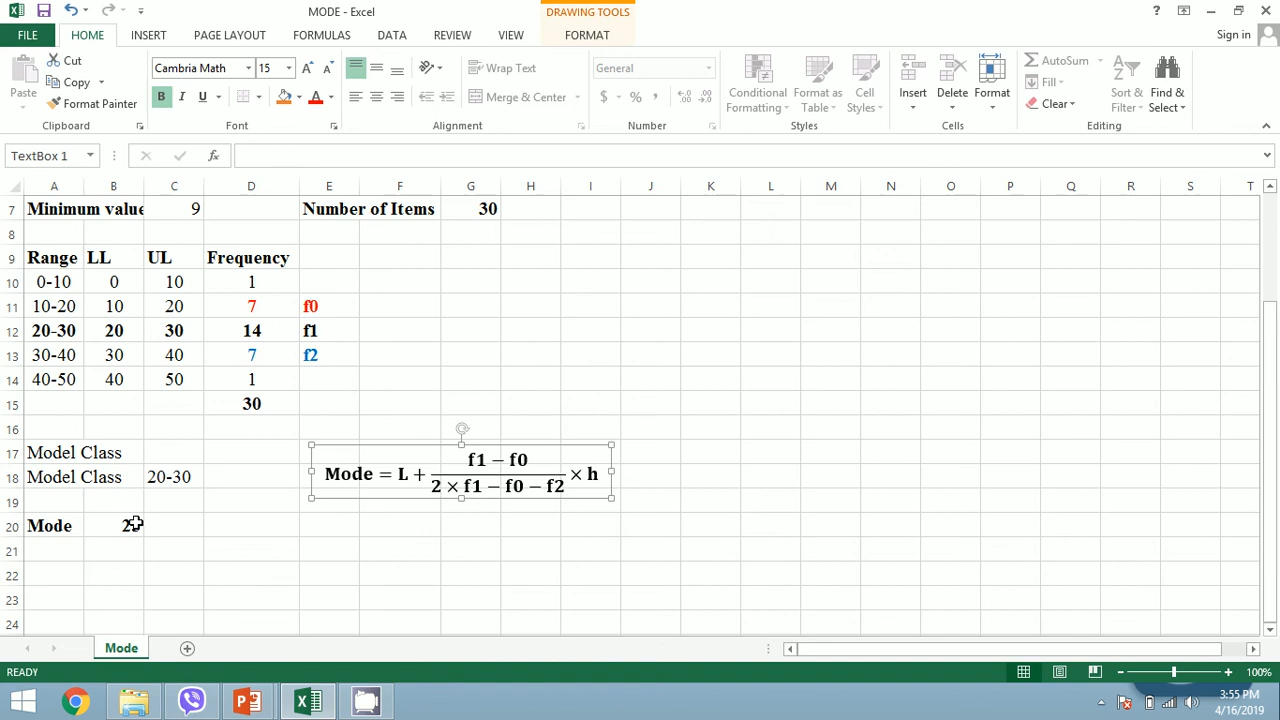 MODE - Excel
DRAWING TOOLS
? Sign in
FILE HOME INSERT PAGE LAYOUT FORMULAS DATA REVIEW VIEW FORMAT
Paste Cut Copy Format Painter
Cambria Math 15 A A B I U A
Wrap Text Merge & Center
General $ % ,
Conditional Formatting Format as Table Cell Styles
Insert Delete Format
AutoSum Fill Clear Sort & Filter Find & Select
Clipboard Font Alignment Number Styles Cells Editing
TextBox 1 fx
A B C D E F G H I J K L M N O P Q R S T
7 Minimum value 9 Number of Items 30
8
9 Range LL UL Frequency
10 0-10 0 10 1
11 10-20 10 20 7 f0
12 20-30 20 30 14 f1
13 30-40 30 40 7 f2
14 40-50 40 50 1
15 30
16
17 Model Class
18 Model Class 20-30
Mode = L + f1 − f0 / 2 × f1 − f0 − f2 × h
19
20 Mode
21
22
23
24
Mode
READY 100%
3:55 PM
4/16/2019